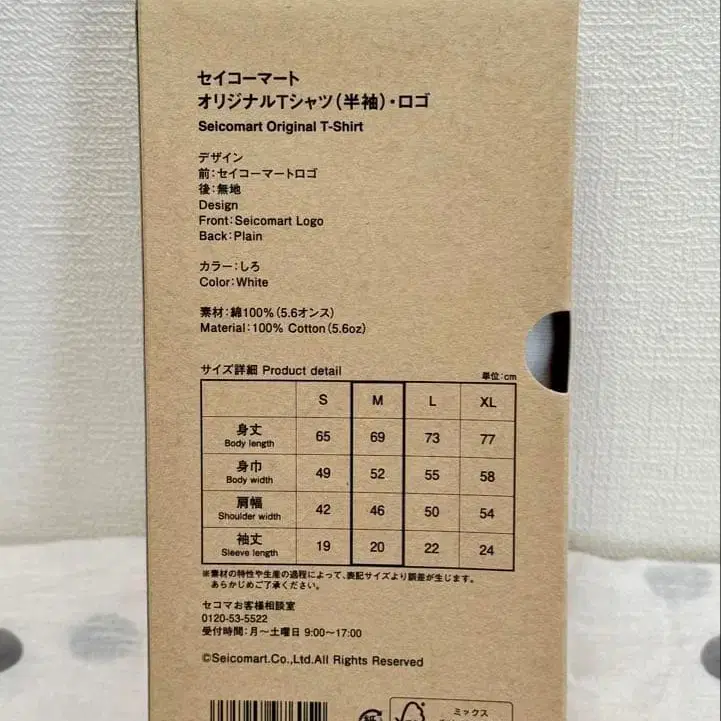 セイコーマート
オリジナルTシャツ(半袖)・ロゴ
Seicomart Original T-Shirt
デザイン
前:セイコーマートロゴ
後:無地
Design
Front:Seicomart Logo
Back:Plain
カラー:しろ
Color:White
素材:綿100%(5.6オンス)
Material:100% Cotton(5.6oz)
サイズ詳細 Product detail
単位:cm
S M L XL
身丈 Body length 65 69 73 77
身巾 Body width 49 52 55 58
肩幅 Shoulder width 42 46 50 54
袖丈 Sleeve length 19 20 22 24
※素材の特性や生産の過程によって、表記サイズより誤差が生じます。
あらかじめご了承ください。
セコマお客様相談室
0120-53-5522
受付時間:月〜土曜日 9:00〜17:00
©Seicomart.Co.,Ltd.All Rights Reserved
紙
ミックス